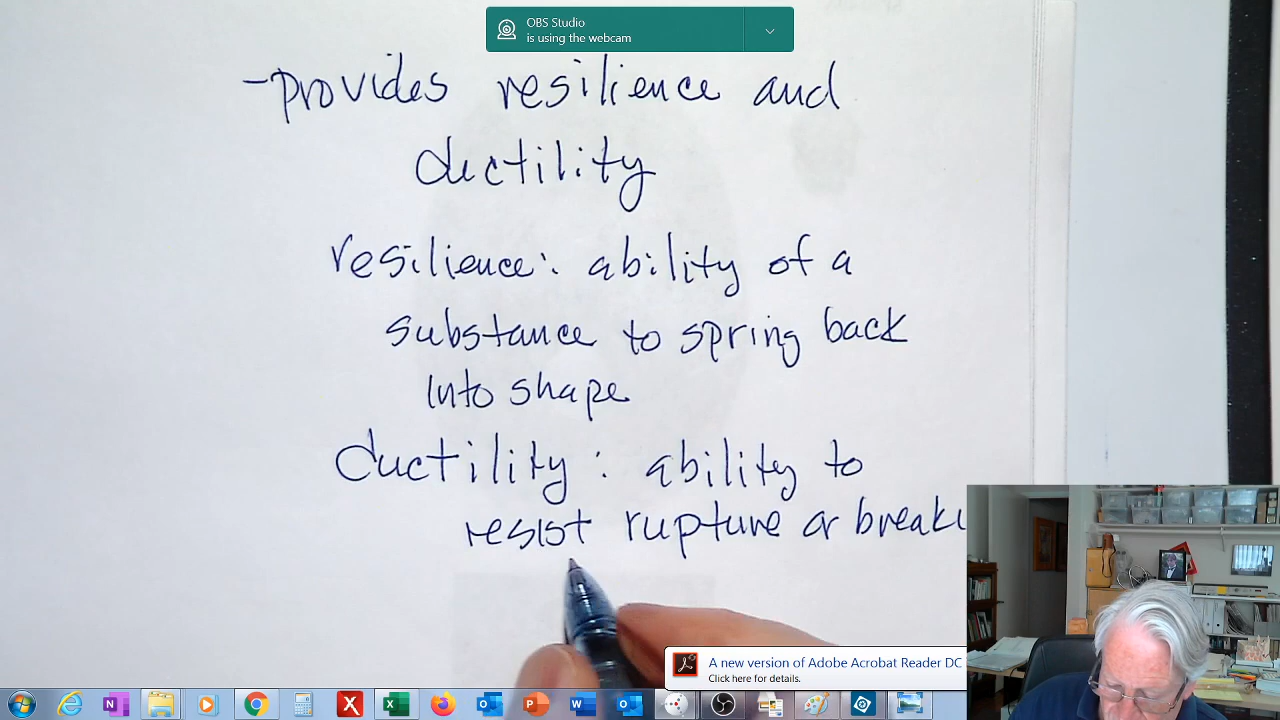 OBS Studio
is using the webcam
-provides resilience and
ductility
resilience: ability of a
substance to spring back
into shape
ductility: ability to
resist rupture or break
A new version of Adobe Acrobat Reader DC
Click here for details.